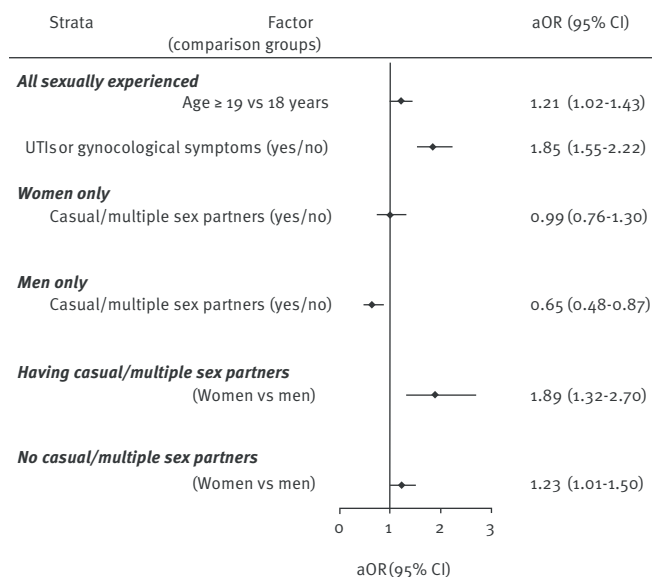 Strata Factor aOR (95% CI)
(comparison groups)
All sexually experienced
Age ≥ 19 vs 18 years 1.21 (1.02-1.43)
UTIs or gynocological symptoms (yes/no) 1.85 (1.55-2.22)
Women only
Casual/multiple sex partners (yes/no) 0.99 (0.76-1.30)
Men only
Casual/multiple sex partners (yes/no) 0.65 (0.48-0.87)
Having casual/multiple sex partners
(Women vs men) 1.89 (1.32-2.70)
No casual/multiple sex partners
(Women vs men) 1.23 (1.01-1.50)
0 1 2 3
aOR (95% CI)